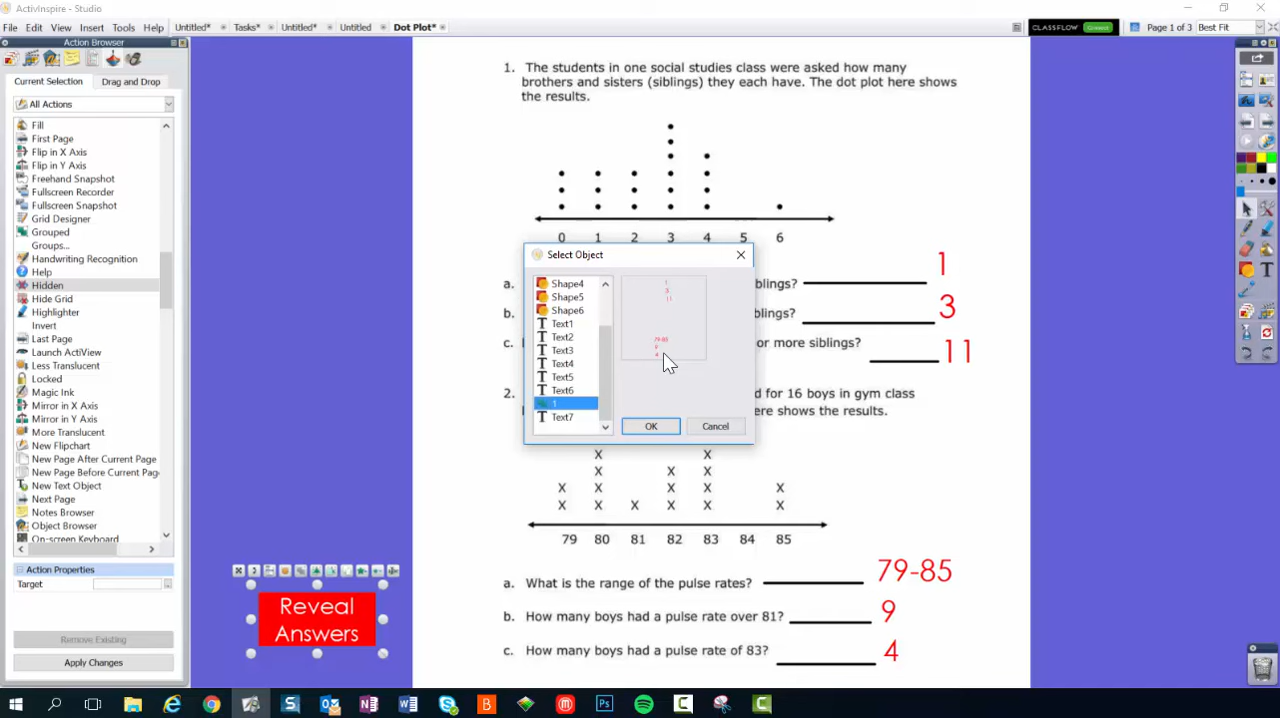 ActivInspire - Studio
File Edit View Insert Tools Help
Untitled* Tasks* Untitled* Untitled Dot Plot*
CLASSFLOW Connect Page 1 of 3 Best Fit
Action Browser
Current Selection Drag and Drop
All Actions
Fill
First Page
Flip in X Axis
Flip in Y Axis
Freehand Snapshot
Fullscreen Recorder
Fullscreen Snapshot
Grid Designer
Grouped
Groups...
Handwriting Recognition
Help
Hidden
Hide Grid
Highlighter
Invert
Last Page
Launch ActiView
Less Translucent
Locked
Magic Ink
Mirror in X Axis
Mirror in Y Axis
More Translucent
New Flipchart
New Page After Current Page
New Page Before Current Pag
New Text Object
Next Page
Notes Browser
Object Browser
On-screen Keyboard
Action Properties
Target
Remove Existing
Apply Changes
Reveal
Answers
1. The students in one social studies class were asked how many
brothers and sisters (siblings) they each have. The dot plot here shows
the results.
0 1 2 3 4 5 6
a. blings? 1
b. blings? 3
c. or more siblings? 11
Select Object
Shape4
Shape5
Shape6
Text1
Text2
Text3
Text4
Text5
Text6
1
Text7
1
3
11
79-85
9
4
OK Cancel
2. d for 16 boys in gym class
ere shows the results.
X X
X X X
X X X X X
X X X X X X
79 80 81 82 83 84 85
a. What is the range of the pulse rates? 79-85
b. How many boys had a pulse rate over 81? 9
c. How many boys had a pulse rate of 83? 4